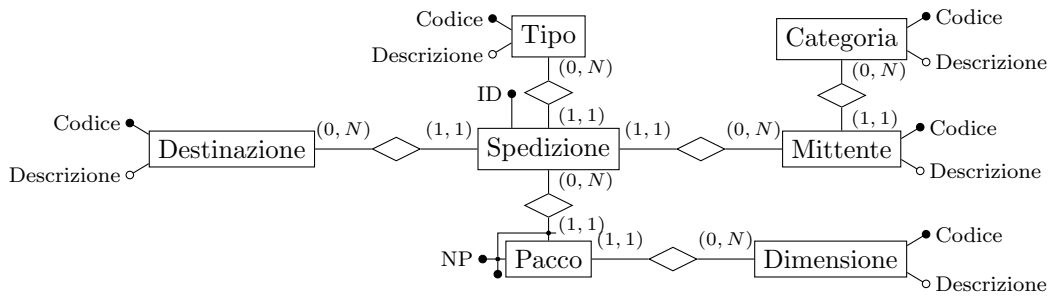 Codice
Descrizione
Tipo
(0, N)
Categoria
Codice
Descrizione
(0, N)
ID
(1, 1)
(1, 1)
Codice
Descrizione
Destinazione
(0, N)
(1, 1)
Spedizione
(1, 1)
(0, N)
Mittente
Codice
Descrizione
(0, N)
(1, 1)
NP
Pacco
(1, 1)
(0, N)
Dimensione
Codice
Descrizione